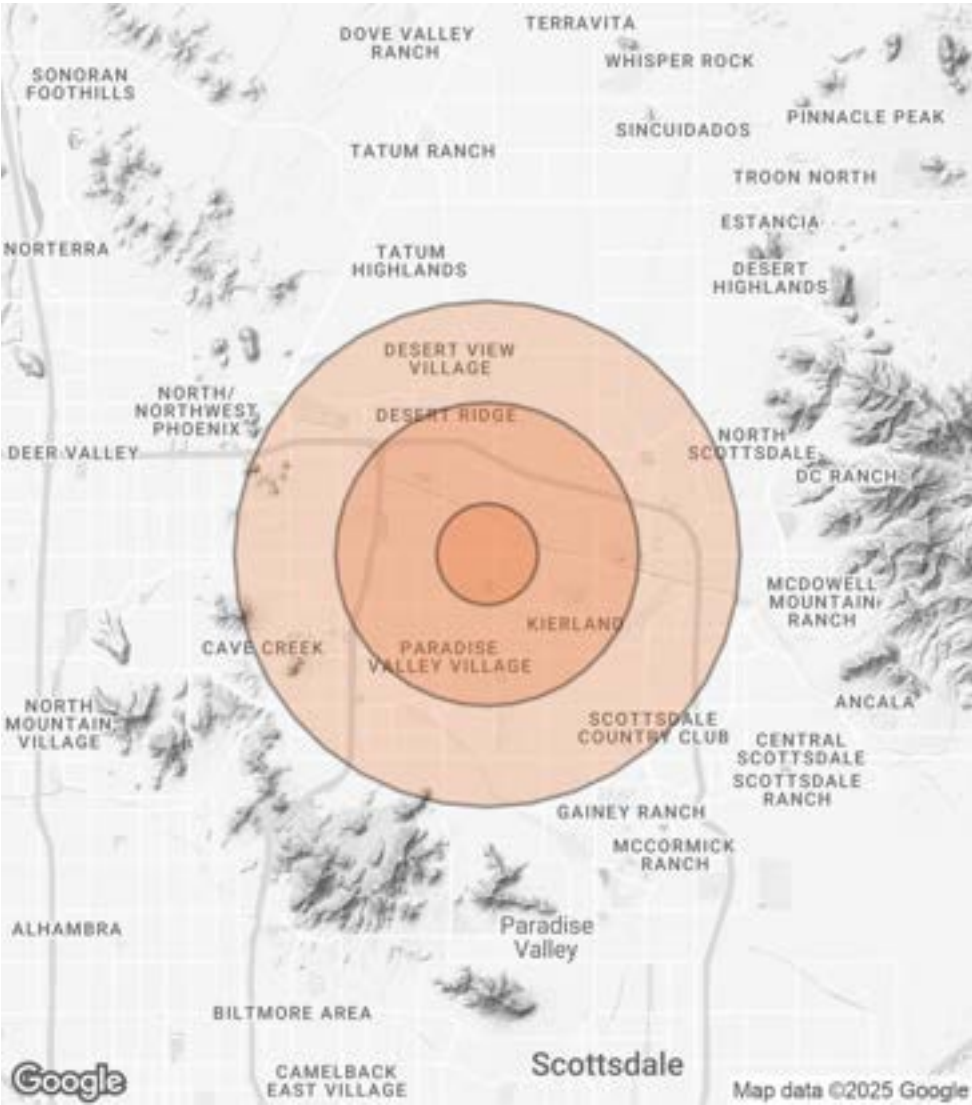 TERRAVITA
DOVE VALLEY
RANCH
WHISPER ROCK
SONORAN
FOOTHILLS
PINNACLE PEAK
SINCUIDADOS
TATUM RANCH
TROON NORTH
ESTANCIA
NORTERRA
TATUM
HIGHLANDS
DESERT
HIGHLANDS
DESERT VIEW
VILLAGE
NORTH/
NORTHWEST
PHOENIX
DESERT RIDGE
NORTH
SCOTTSDALE
DEER VALLEY
DC RANCH
MCDOWELL
MOUNTAIN
RANCH
KIERLAND
CAVE CREEK
PARADISE
VALLEY VILLAGE
ANCALA
NORTH
MOUNTAIN
VILLAGE
SCOTTSDALE
COUNTRY CLUB
CENTRAL
SCOTTSDALE
SCOTTSDALE
RANCH
GAINEY RANCH
MCCORMICK
RANCH
ALHAMBRA
Paradise
Valley
BILTMORE AREA
Scottsdale
CAMELBACK
EAST VILLAGE
Google
Map data ©2025 Google